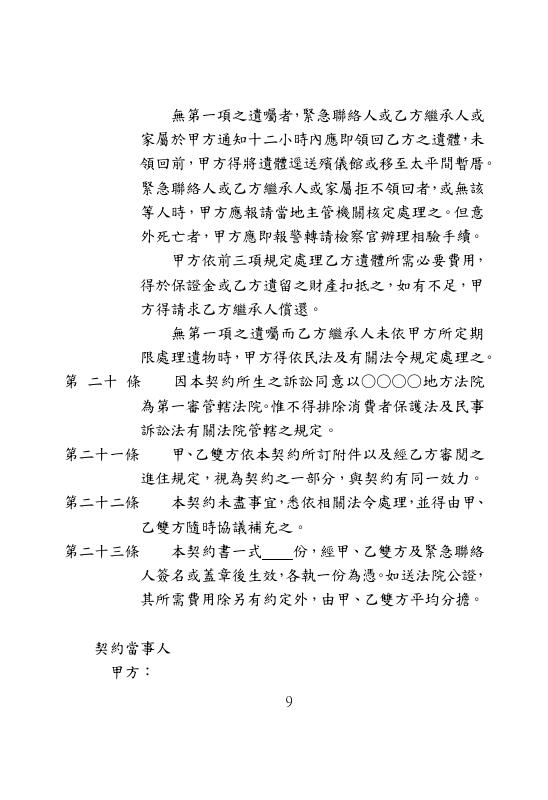 無第一項之遺囑者，緊急聯絡人或乙方繼承人或
家屬於甲方通知十二小時內應即領回乙方之遺體，未
領回前，甲方得將遺體逕送殯儀館或移至太平間暫厝。
緊急聯絡人或乙方繼承人或家屬拒不領回者，或無該
等人時，甲方應報請當地主管機關核定處理之。但意
外死亡者，甲方應即報警轉請檢察官辦理相驗手續。
甲方依前三項規定處理乙方遺體所需必要費用，
得於保證金或乙方遺留之財產扣抵之，如有不足，甲
方得請求乙方繼承人償還。
無第一項之遺囑而乙方繼承人未依甲方所定期
限處理遺物時，甲方得依民法及有關法令規定處理之。
第 二十 條 因本契約所生之訴訟同意以○○○○地方法院
為第一審管轄法院。惟不得排除消費者保護法及民事
訴訟法有關法院管轄之規定。
第二十一條 甲、乙雙方依本契約所訂附件以及經乙方審閱之
進住規定，視為契約之一部分，與契約有同一效力。
第二十二條 本契約未盡事宜，悉依相關法令處理，並得由甲、
乙雙方隨時協議補充之。
第二十三條 本契約書一式____份，經甲、乙雙方及緊急聯絡
人簽名或蓋章後生效，各執一份為憑。如送法院公證，
其所需費用除另有約定外，由甲、乙雙方平均分擔。
契約當事人
甲方：
9